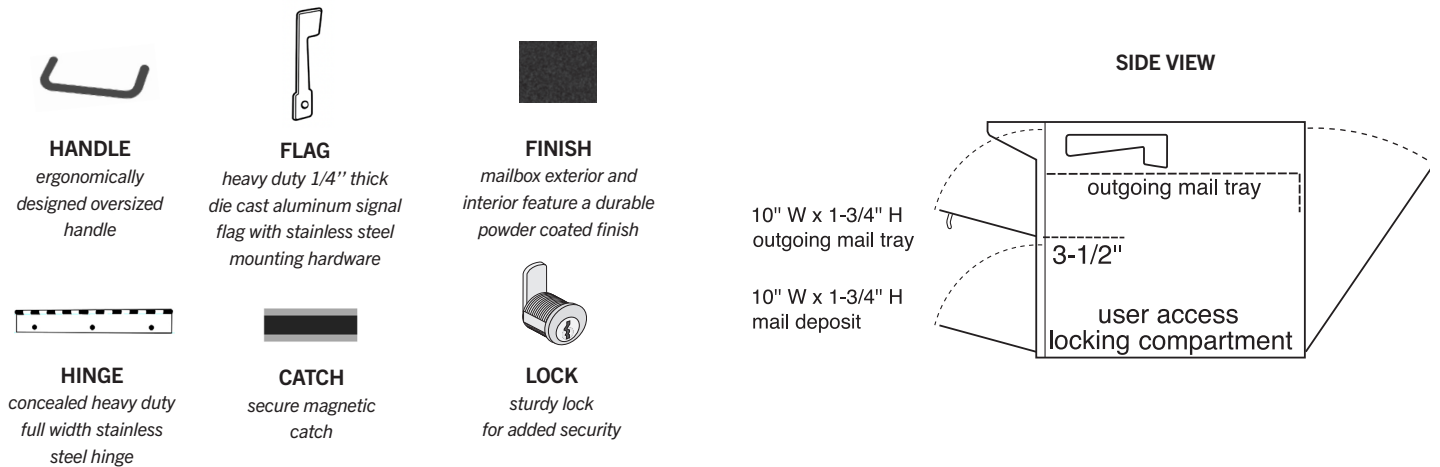 HANDLE
ergonomically
designed oversized
handle
FLAG
heavy duty 1/4’’ thick
die cast aluminum signal
flag with stainless steel
mounting hardware
FINISH
mailbox exterior and
interior feature a durable
powder coated finish
HINGE
concealed heavy duty
full width stainless
steel hinge
CATCH
secure magnetic
catch
LOCK
sturdy lock
for added security
SIDE VIEW
outgoing mail tray
10" W x 1-3/4" H
outgoing mail tray
3-1/2"
10" W x 1-3/4" H
mail deposit
user access
locking compartment